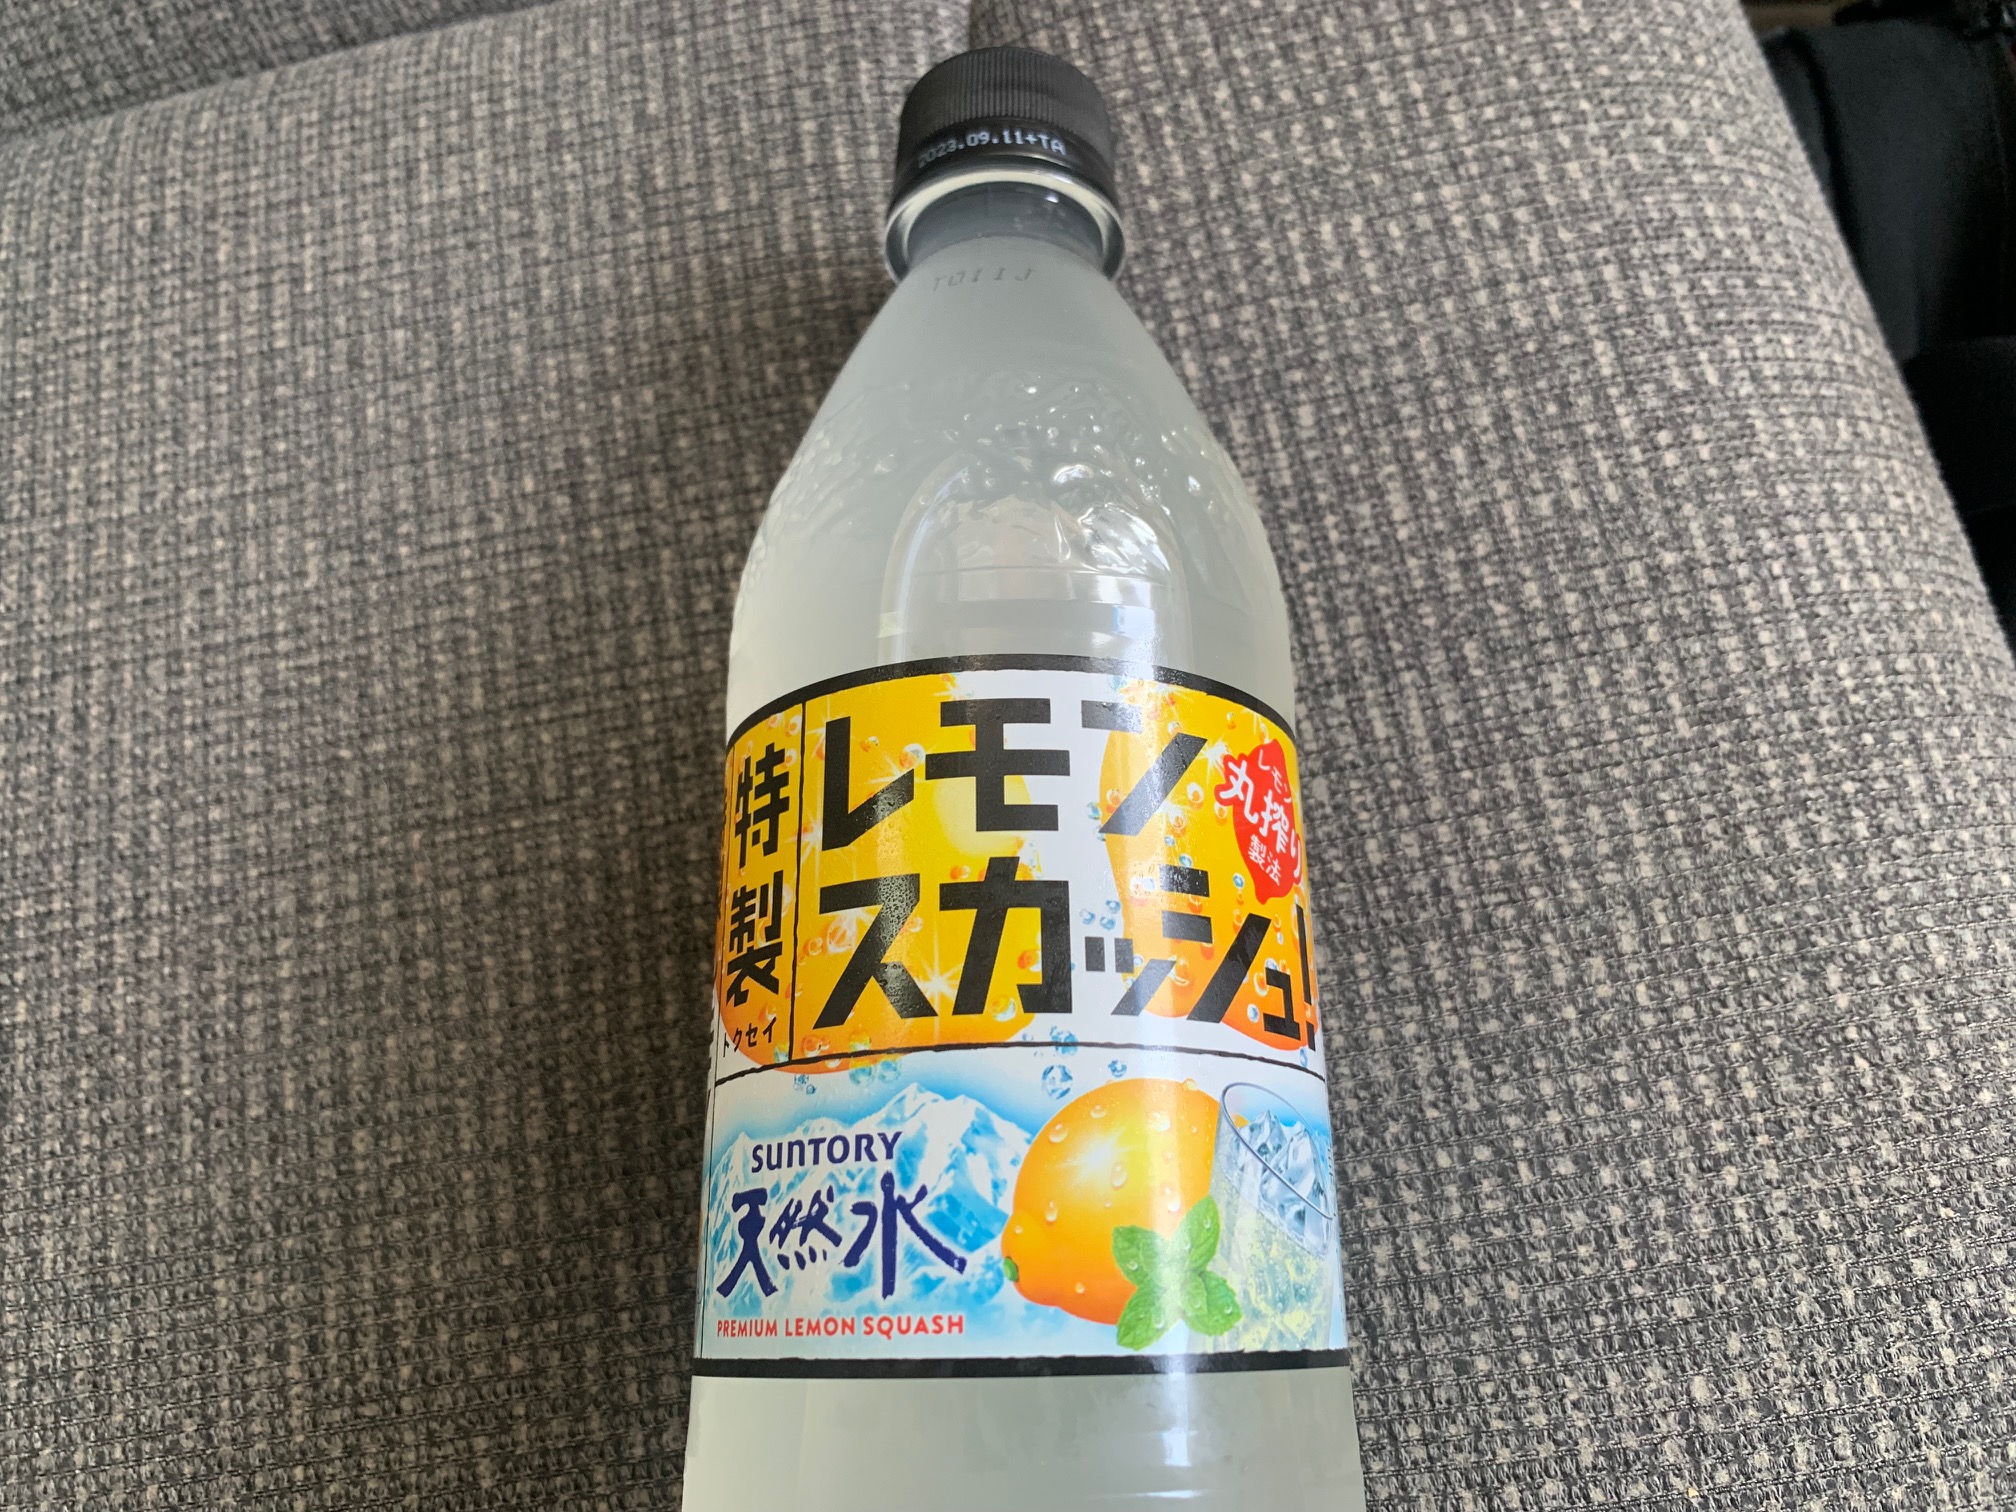 2023.09.11+TA
T011J
特製
トクセイ
レモン
スカッシュ!
レモン
丸搾り
製法
SUNTORY
天然水
PREMIUM LEMON SQUASH